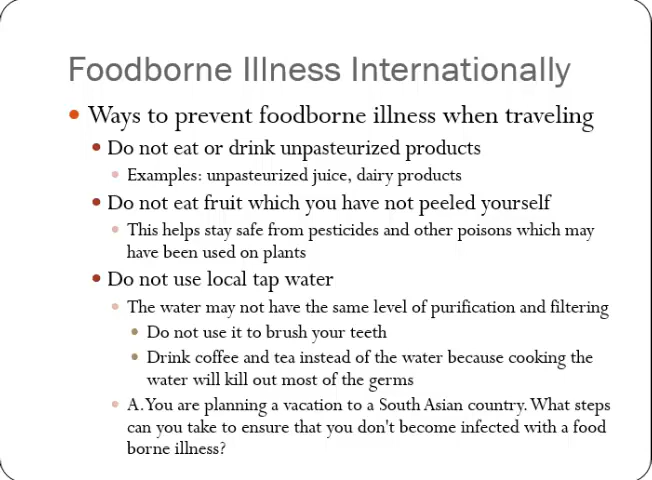 Foodborne Illness Internationally
Ways to prevent foodborne illness when traveling
Do not eat or drink unpasteurized products
Examples: unpasteurized juice, dairy products
Do not eat fruit which you have not peeled yourself
This helps stay safe from pesticides and other poisons which may
have been used on plants
Do not use local tap water
The water may not have the same level of purification and filtering
Do not use it to brush your teeth
Drink coffee and tea instead of the water because cooking the
water will kill out most of the germs
A. You are planning a vacation to a South Asian country. What steps
can you take to ensure that you don't become infected with a food
borne illness?